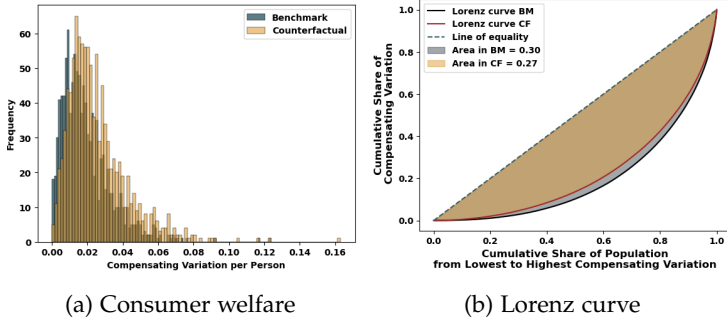 Benchmark
Counterfactual
Frequency
60
50
40
30
20
10
0
0.00 0.02 0.04 0.06 0.08 0.10 0.12 0.14 0.16
Compensating Variation per Person
(a) Consumer welfare
Lorenz curve BM
Lorenz curve CF
Line of equality
Area in BM = 0.30
Area in CF = 0.27
Cumulative Share of
Compensating Variation
1.0
0.8
0.6
0.4
0.2
0.0
0.0 0.2 0.4 0.6 0.8 1.0
Cumulative Share of Population
from Lowest to Highest Compensating Variation
(b) Lorenz curve